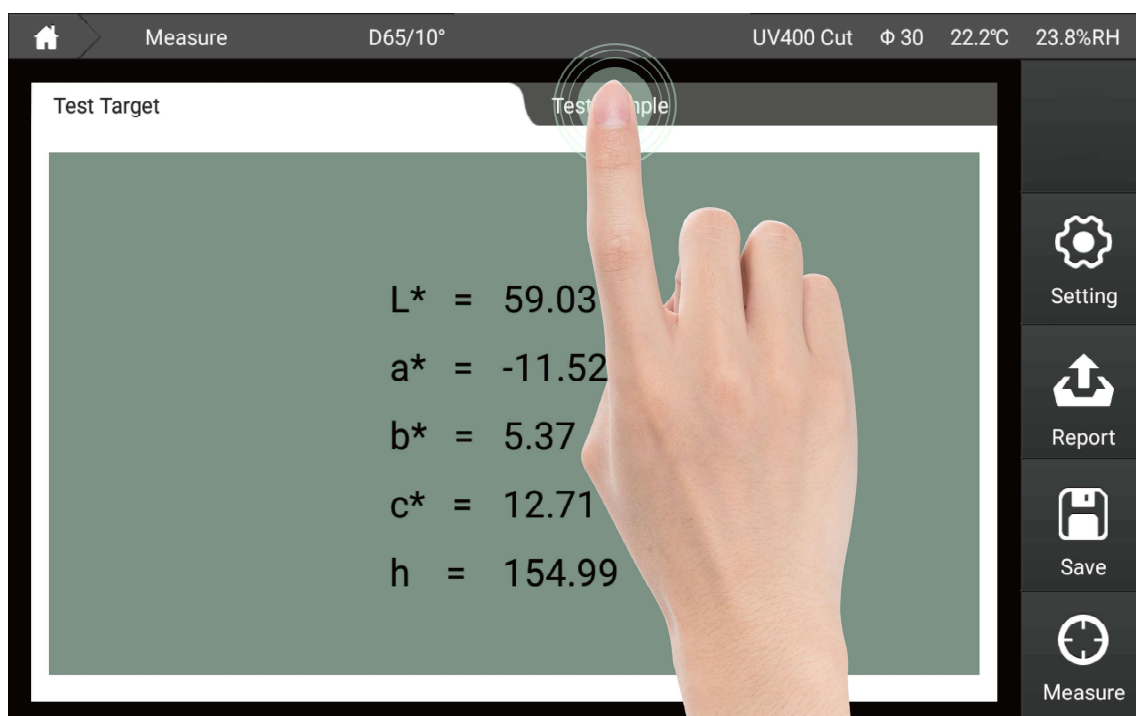 Measure D65/10° UV400 Cut Φ 30 22.2℃ 23.8%RH
Test Target
Test
L* = 59.03
a* = -11.52
b* = 5.37
c* = 12.71
h = 154.99
Setting
Report
Save
Measure